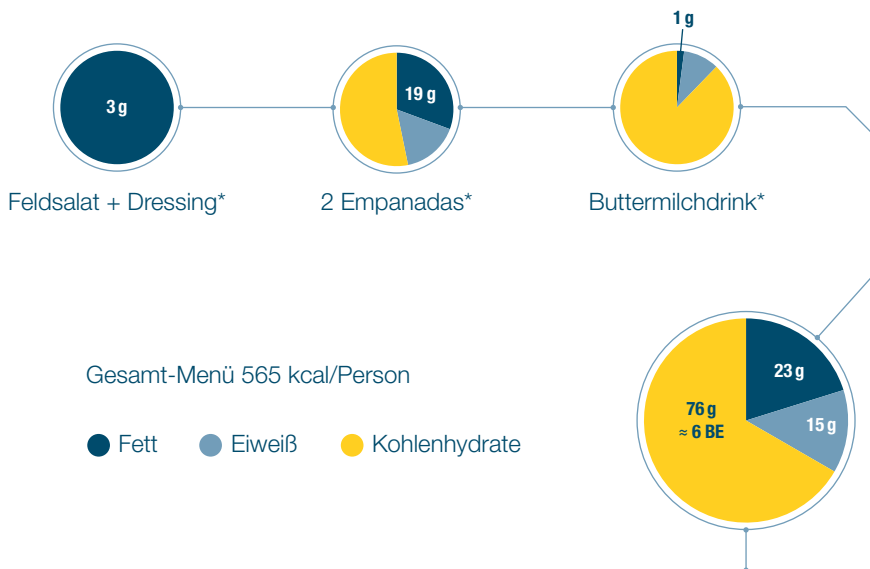 1 g
3 g
19 g
Feldsalat + Dressing*
2 Empanadas*
Buttermilchdrink*
Gesamt-Menü 565 kcal/Person
Fett
Eiweiß
Kohlenhydrate
23 g
76 g
≈ 6 BE
15 g